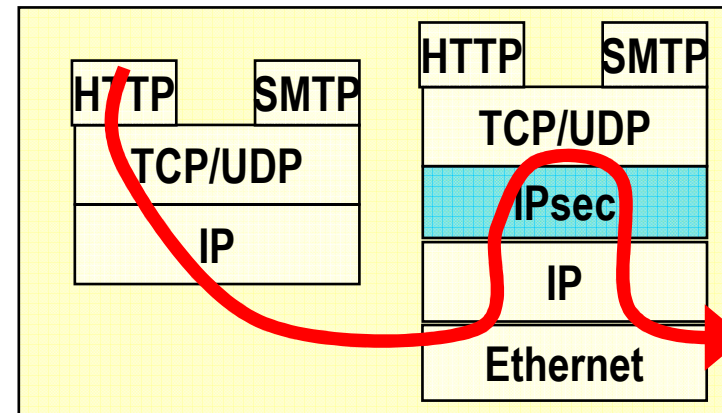 HTTP SMTP
TCP/UDP
IP
HTTP SMTP
TCP/UDP
IPsec
IP
Ethernet